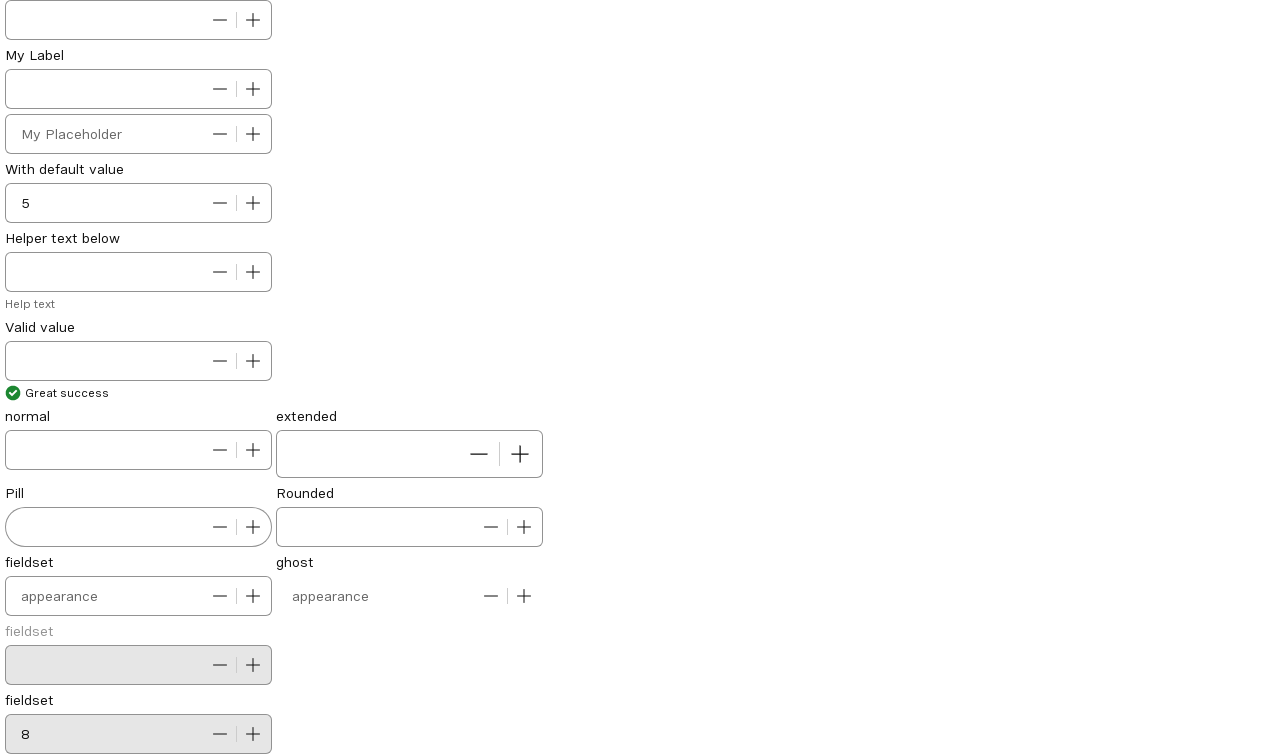 My Label
My Placeholder
With default value
5
Helper text below
Help text
Valid value
Great success
normal extended
Pill Rounded
fieldset ghost
appearance appearance
fieldset
fieldset
8